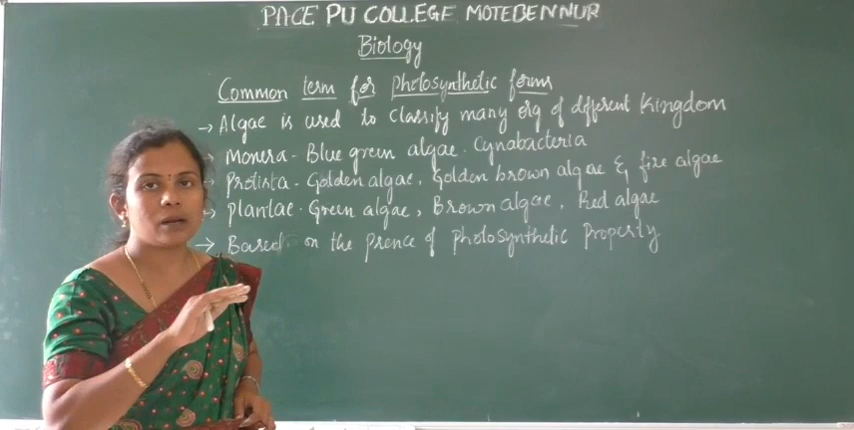 PACE PU COLLEGE MOTEBENNUR
Biology
Common term for photosynthetic forms
→ Algae is used to classify many org of different Kingdom
→ Monera - Blue green algae. Cynabacteria
→ Protista - Golden algae, Golden brown algae & fire algae
→ Plantae - Green algae, Brown algae, Red algae
→ Based on the prence of photosynthetic Property